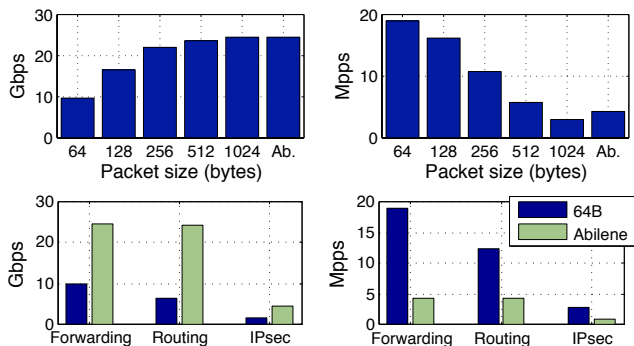 30
20
10
0
Gbps
64 128 256 512 1024 Ab.
Packet size (bytes)
20
10
0
Mpps
64 128 256 512 1024 Ab.
Packet size (bytes)
30
20
10
0
Gbps
Forwarding Routing IPsec
20
15
10
5
0
Mpps
64B
Abilene
Forwarding Routing IPsec